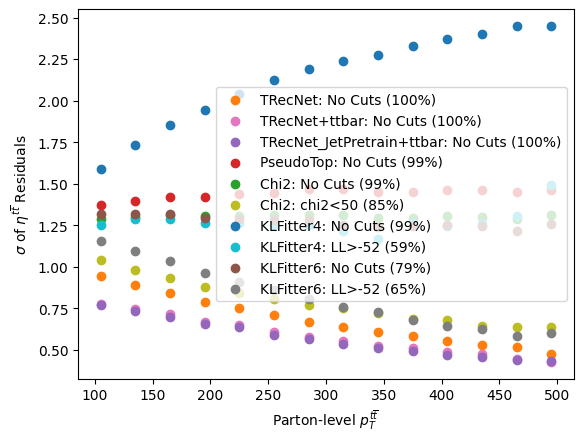 2.50
2.25
2.00
1.75
1.50
1.25
1.00
0.75
0.50
σ of η^{tt̅} Residuals
TRecNet: No Cuts (100%)
TRecNet+ttbar: No Cuts (100%)
TRecNet_JetPretrain+ttbar: No Cuts (100%)
PseudoTop: No Cuts (99%)
Chi2: No Cuts (99%)
Chi2: chi2<50 (85%)
KLFitter4: No Cuts (99%)
KLFitter4: LL>-52 (59%)
KLFitter6: No Cuts (79%)
KLFitter6: LL>-52 (65%)
100 150 200 250 300 350 400 450 500
Parton-level p_T^{tt̅}